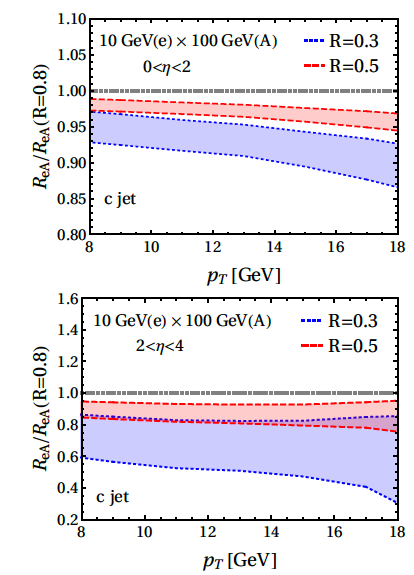 1.10
10 GeV(e) × 100 GeV(A)
R=0.3
0<η<2
R=0.5
1.05
1.00
0.95
0.90
0.85
0.80
R_eA/R_eA(R=0.8)
c jet
8 10 12 14 16 18
p_T [GeV]
1.6
10 GeV(e) × 100 GeV(A)
R=0.3
2<η<4
R=0.5
1.4
1.2
1.0
0.8
0.6
0.4
0.2
R_eA/R_eA(R=0.8)
c jet
8 10 12 14 16 18
p_T [GeV]